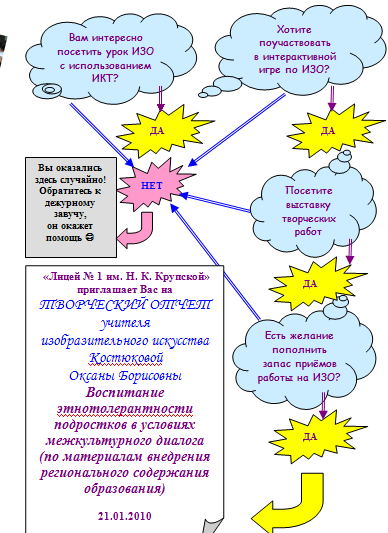 Вам интересно
посетить урок ИЗО
с использованием
ИКТ?
Хотите
поучаствовать
в интерактивной
игре по ИЗО?
ДА
ДА
Вы оказались
здесь случайно!
Обратитесь к
дежурному
завучу,
он окажет
помощь 😃
НЕТ
Посетите
выставку
творческих
работ
ДА
«Лицей № 1 им. Н. К. Крупской»
приглашает Вас на
ТВОРЧЕСКИЙ ОТЧЕТ
учителя
изобразительного искусства
Костюковой
Оксаны Борисовны
Воспитание
этнотолерантности
подростков в условиях
межкультурного диалога
(по материалам внедрения
регионального содержания
образования)
21.01.2010
Есть желание
пополнить
запас приёмов
работы на ИЗО?
ДА